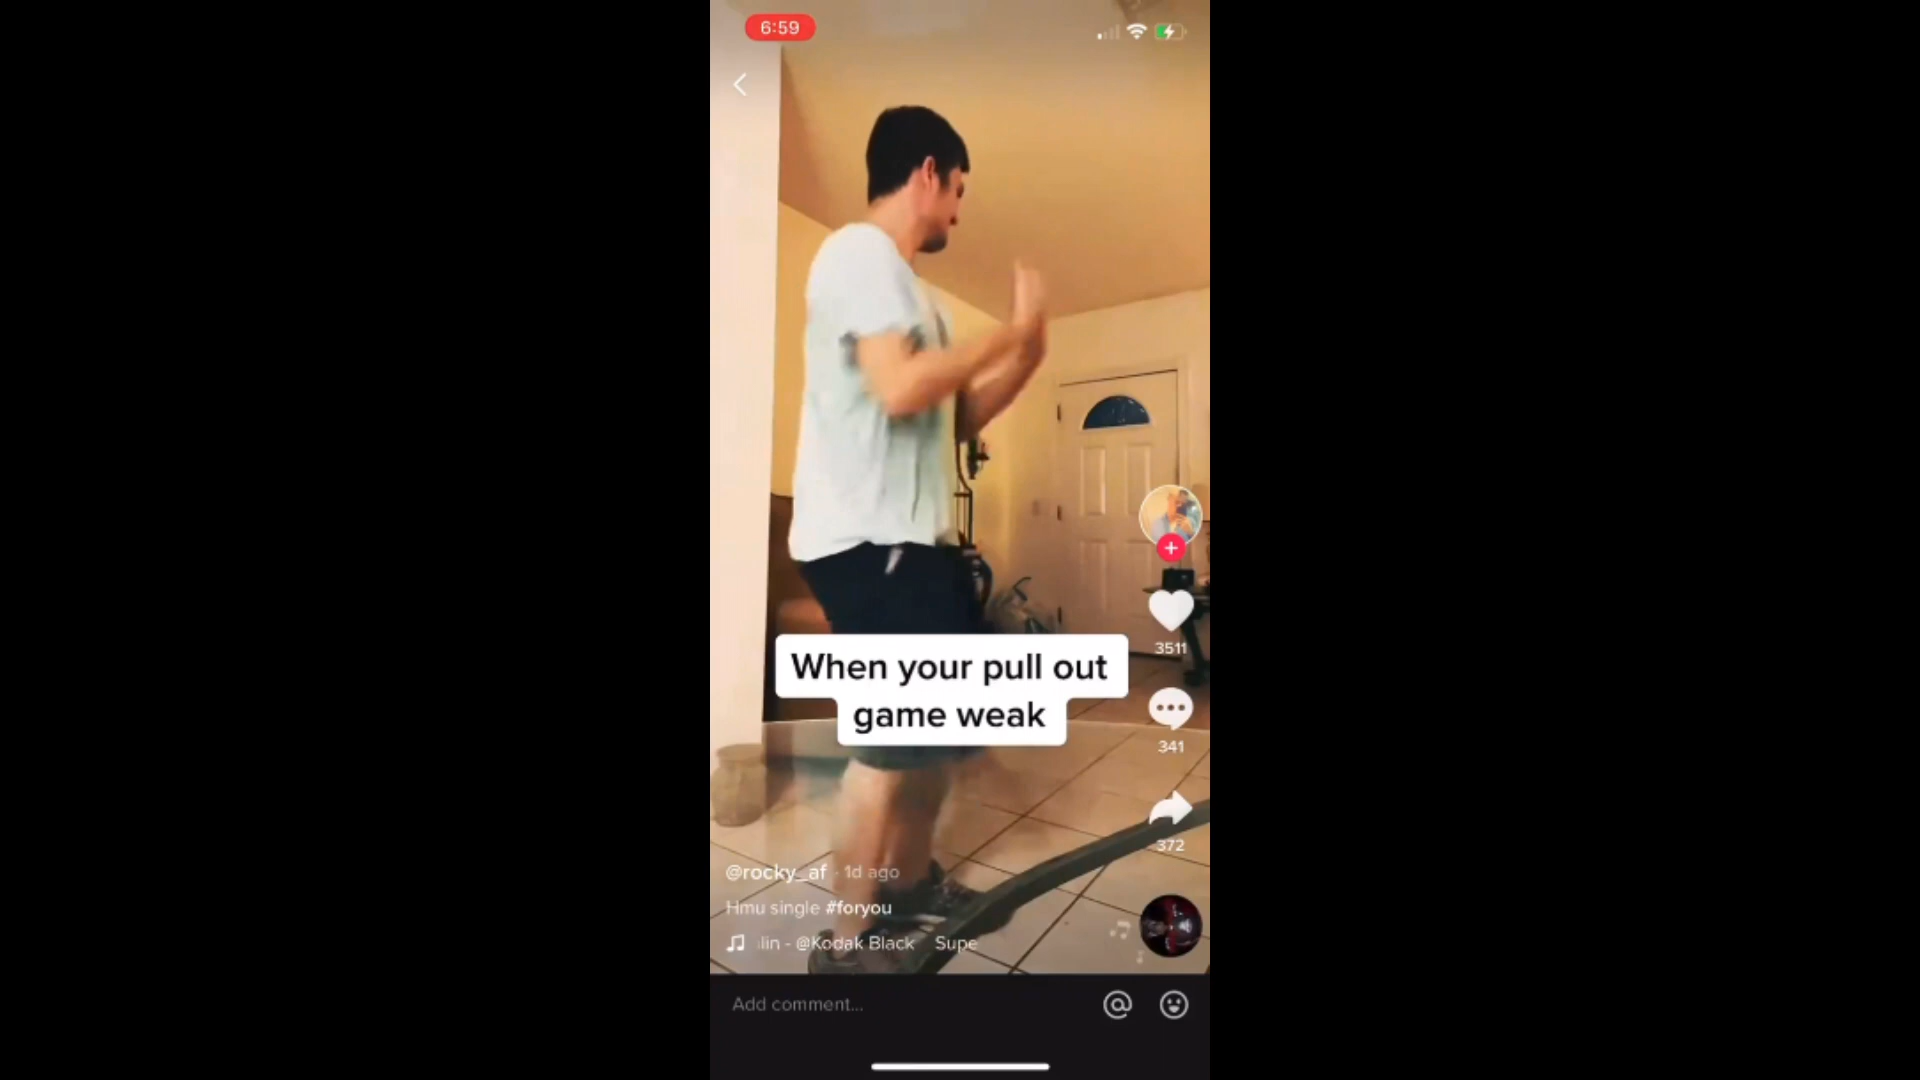 6:59
When your pull out
game weak
3511
341
372
@rocky_af · 1d ago
Hmu single #foryou
lin - @Kodak Black Supe
Add comment...